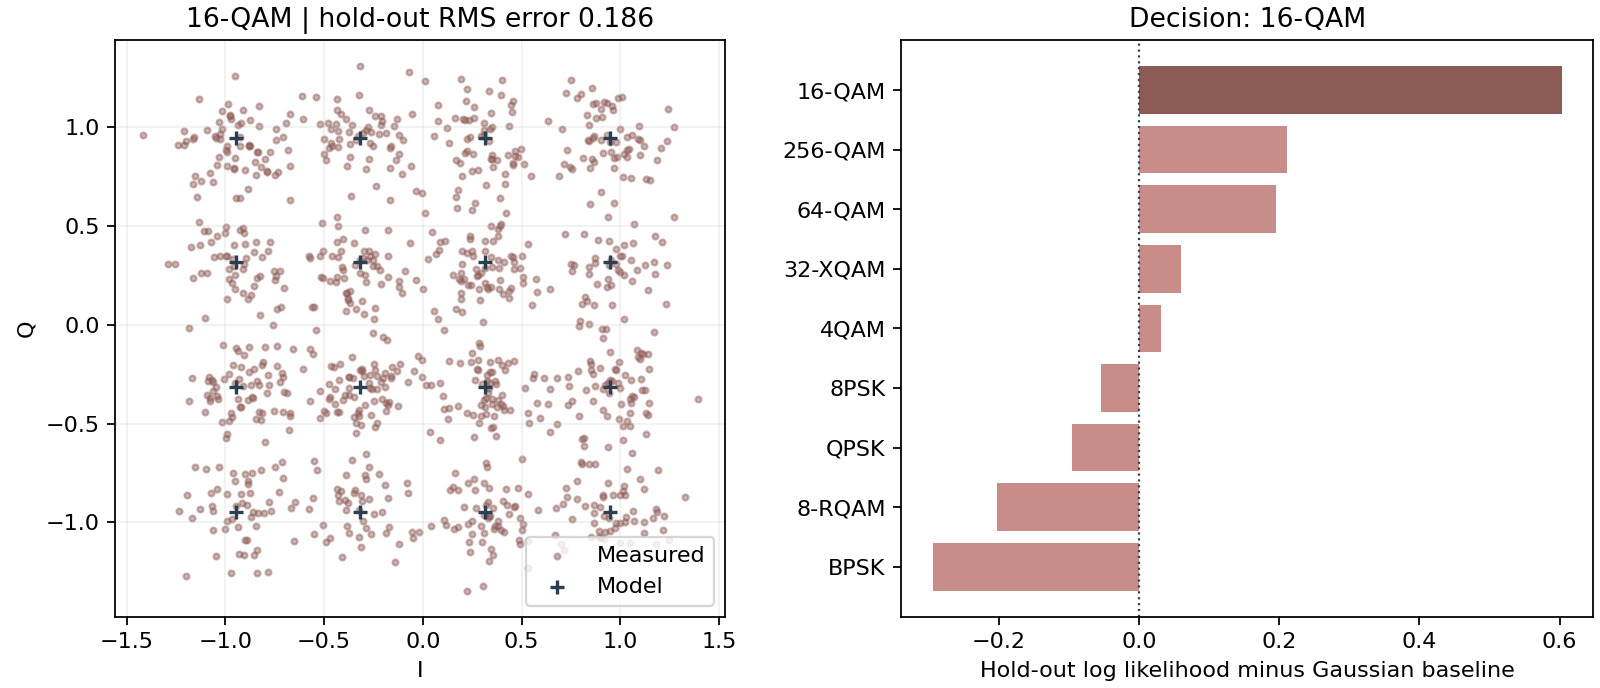 16-QAM | hold-out RMS error 0.186
Q
1.0
0.5
0.0
−0.5
−1.0
−1.5
−1.0
−0.5
0.0
0.5
1.0
1.5
I
Measured
Model
Decision: 16-QAM
16-QAM
256-QAM
64-QAM
32-XQAM
4QAM
8PSK
QPSK
8-RQAM
BPSK
−0.2
0.0
0.2
0.4
0.6
Hold-out log likelihood minus Gaussian baseline